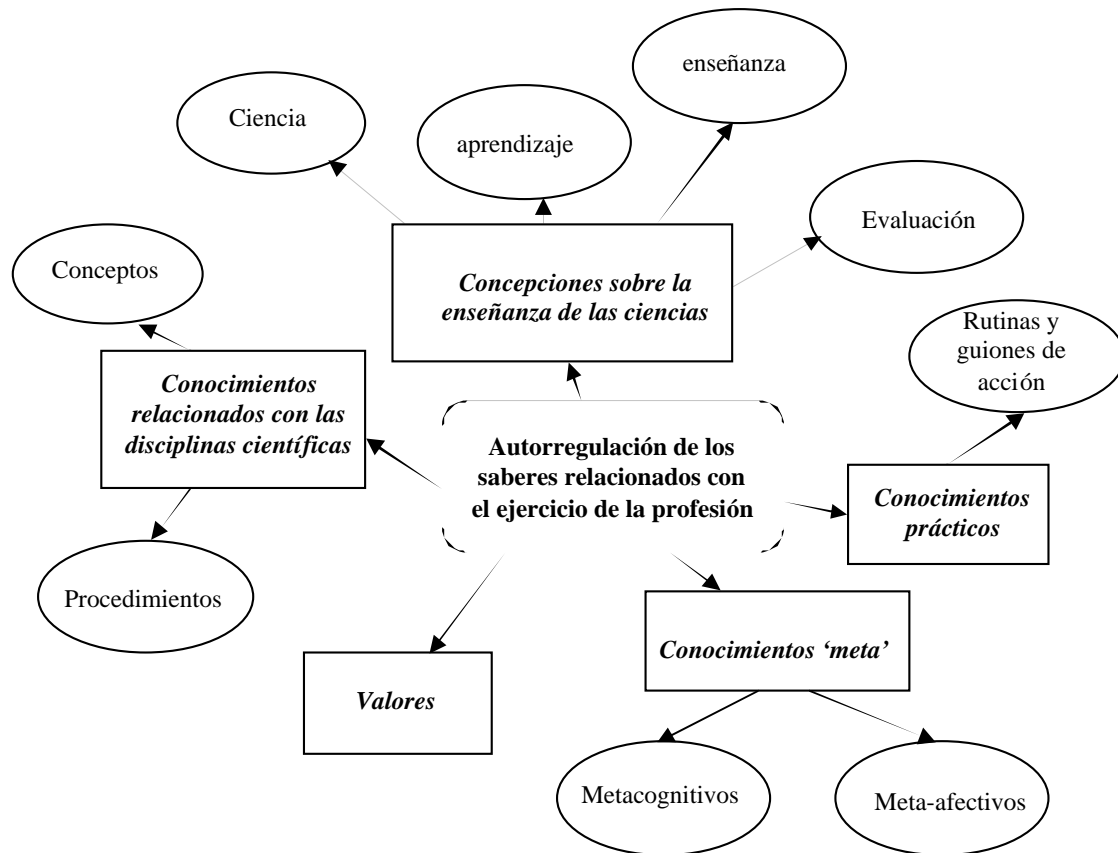 enseñanza
Ciencia
aprendizaje
Evaluación
Conceptos
Concepciones sobre la
enseñanza de las ciencias
Rutinas y
guiones de
acción
Conocimientos
relacionados con las
disciplinas científicas
Autorregulación de los
saberes relacionados con
el ejercicio de la profesión
Conocimientos
prácticos
Procedimientos
Conocimientos ‘meta’
Valores
Metacognitivos
Meta-afectivos